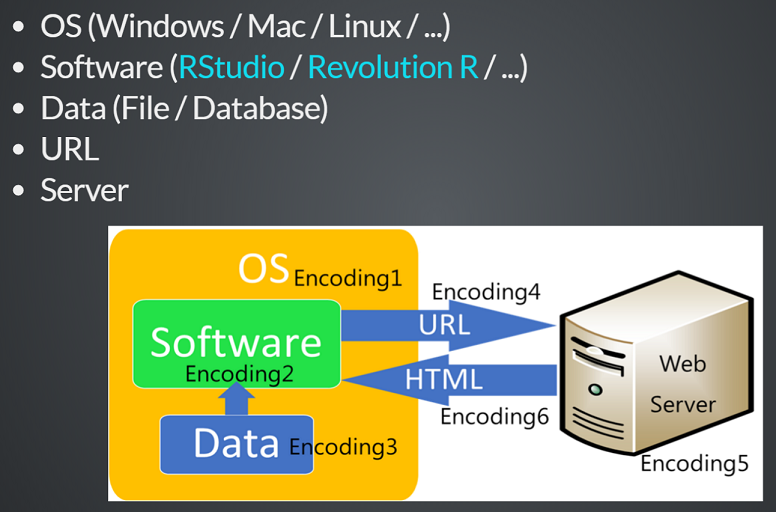 OS (Windows / Mac / Linux / ...)
Software (RStudio / Revolution R / ...)
Data (File / Database)
URL
Server
OS Encoding1
Encoding4
URL
Software
Encoding2
HTML
Web
Server
Encoding6
Data Encoding3
Encoding5